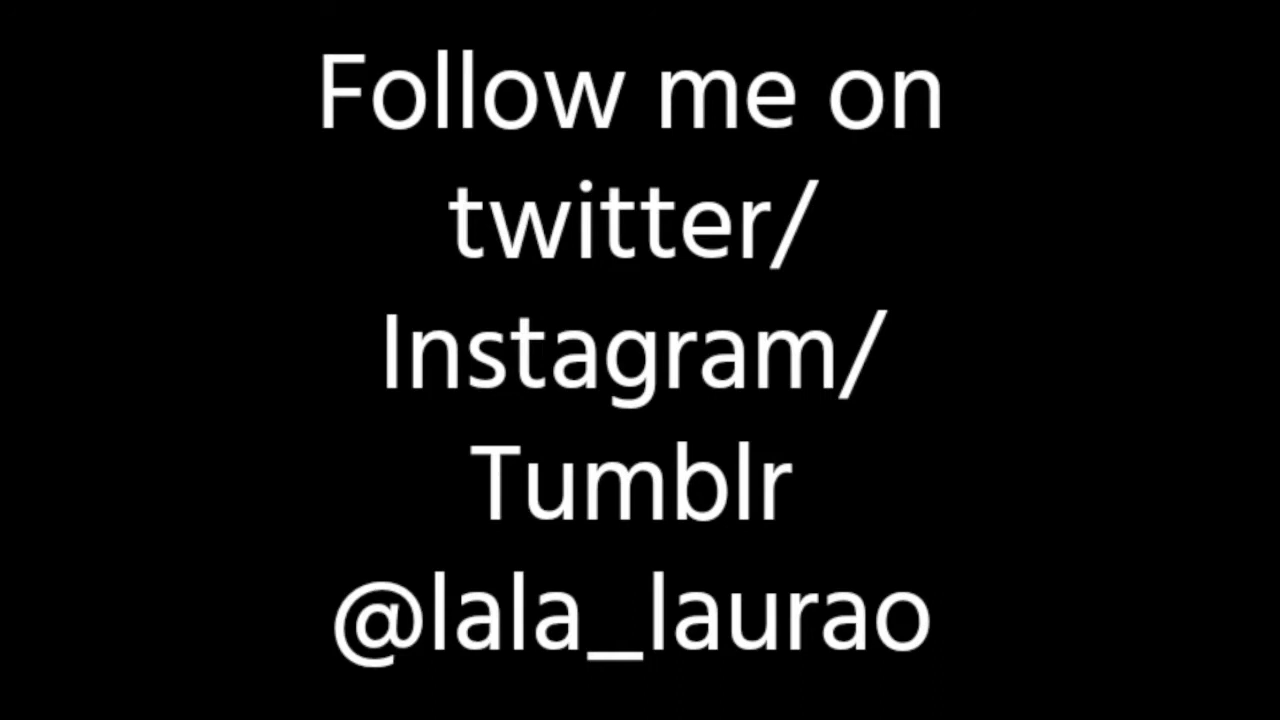 Follow me on
twitter/
Instagram/
Tumblr
@lala_laurao